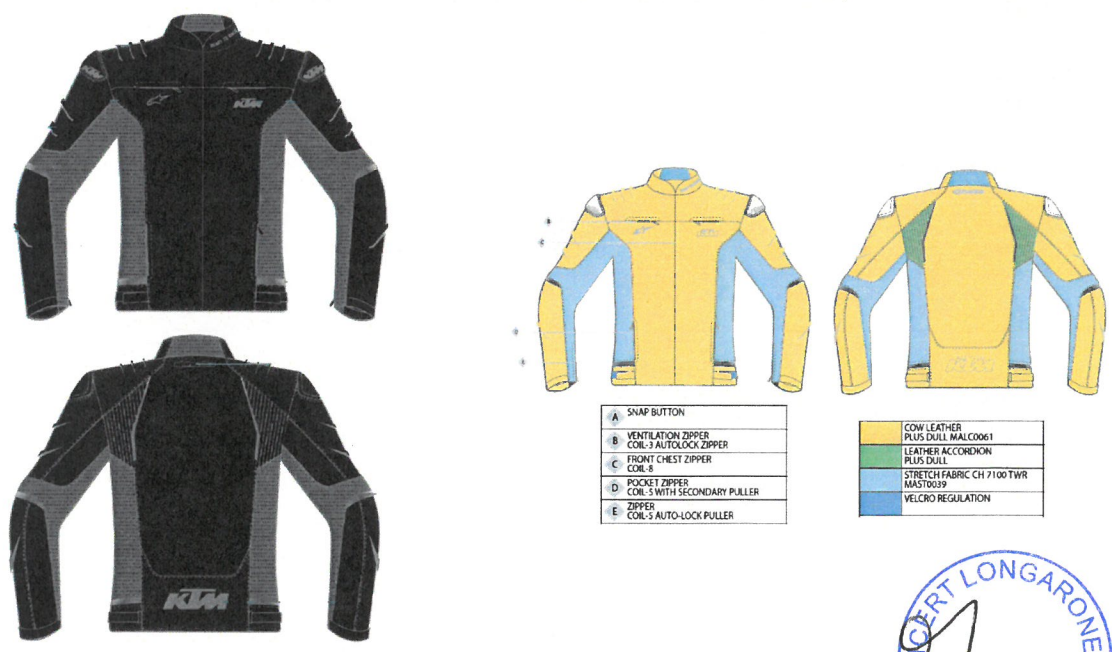 KTM
KTM
KTM
KTM
A SNAP BUTTON
B VENTILATION ZIPPER
COIL-3 AUTOLOCK ZIPPER
C FRONT CHEST ZIPPER
COIL-8
D POCKET ZIPPER
COIL-5 WITH SECONDARY PULLER
E ZIPPER
COIL-5 AUTO-LOCK PULLER
COW LEATHER
PLUS DULL MALC0061
LEATHER ACCORDION
PLUS DULL
STRETCH FABRIC CH 7100 TWR
MAST0039
VELCRO REGULATION
CERT LONGARONE